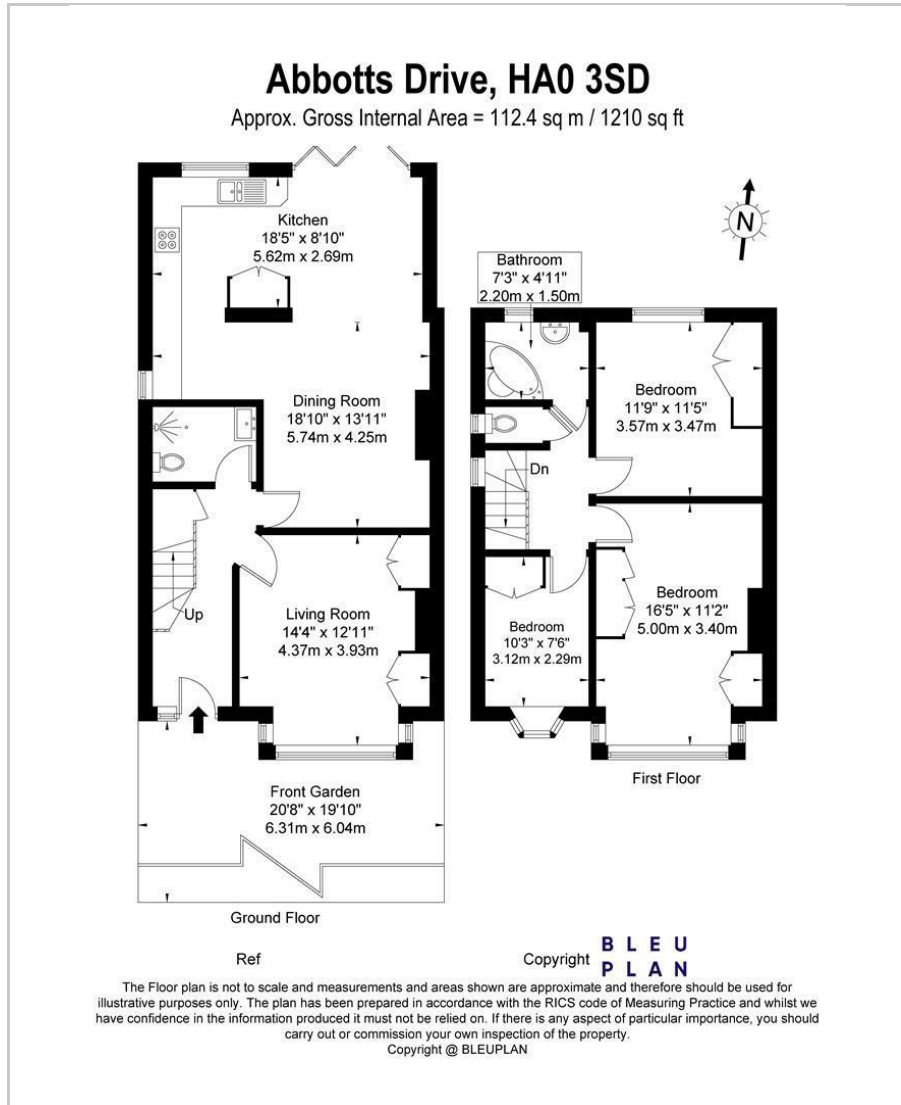 Abbotts Drive, HA0 3SD
Approx. Gross Internal Area = 112.4 sq m / 1210 sq ft
Kitchen
18'5" x 8'10"
5.62m x 2.69m
N
Bathroom
7'3" x 4'11"
2.20m x 1.50m
Bedroom
11'9" x 11'5"
3.57m x 3.47m
Dining Room
18'10" x 13'11"
5.74m x 4.25m
Dn
Up
Living Room
14'4" x 12'11"
4.37m x 3.93m
Bedroom
10'3" x 7'6"
3.12m x 2.29m
Bedroom
16'5" x 11'2"
5.00m x 3.40m
First Floor
Front Garden
20'8" x 19'10"
6.31m x 6.04m
Ground Floor
Ref
Copyright
BLEU
PLAN
The Floor plan is not to scale and measurements and areas shown are approximate and therefore should be used for
illustrative purposes only. The plan has been prepared in accordance with the RICS code of Measuring Practice and whilst we
have confidence in the information produced it must not be relied on. If there is any aspect of particular importance, you should
carry out or commission your own inspection of the property.
Copyright @ BLEUPLAN